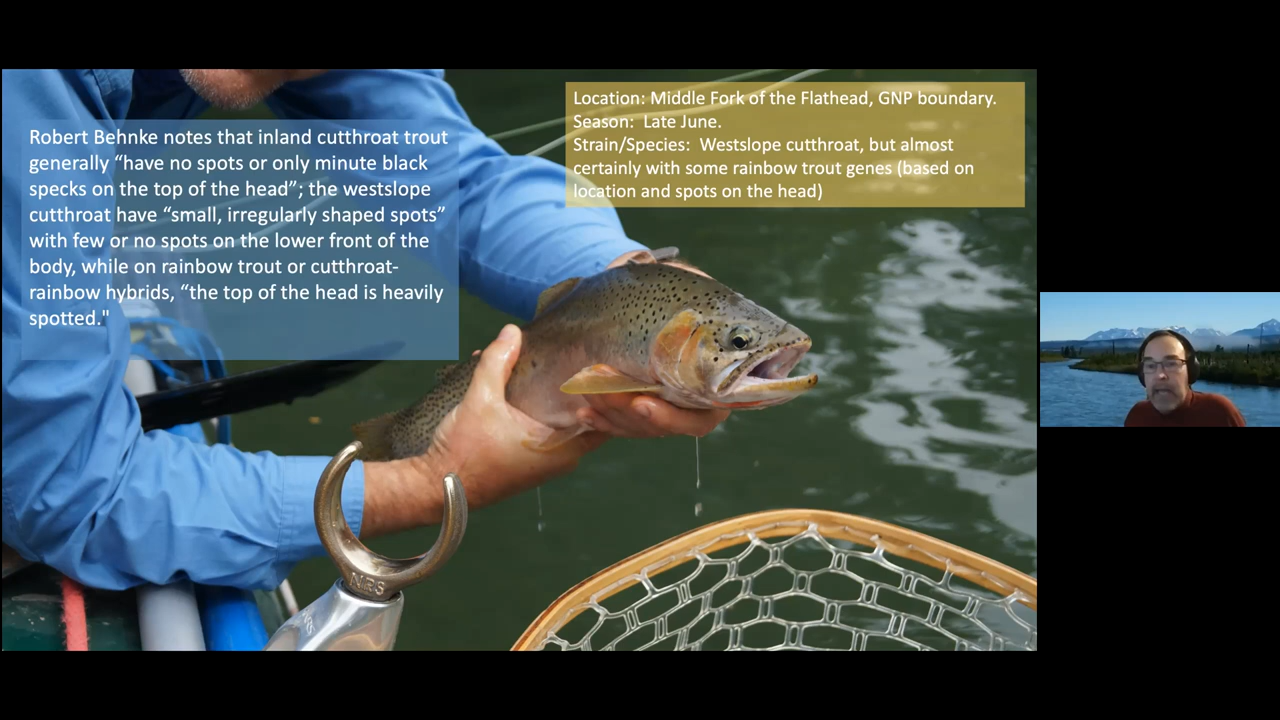 Robert Behnke notes that inland cutthroat trout
generally “have no spots or only minute black
specks on the top of the head”; the westslope
cutthroat have “small, irregularly shaped spots”
with few or no spots on the lower front of the
body, while on rainbow trout or cutthroat-
rainbow hybrids, “the top of the head is heavily
spotted."
Location: Middle Fork of the Flathead, GNP boundary.
Season:  Late June.
Strain/Species:  Westslope cutthroat, but almost
certainly with some rainbow trout genes (based on
location and spots on the head)
NRS